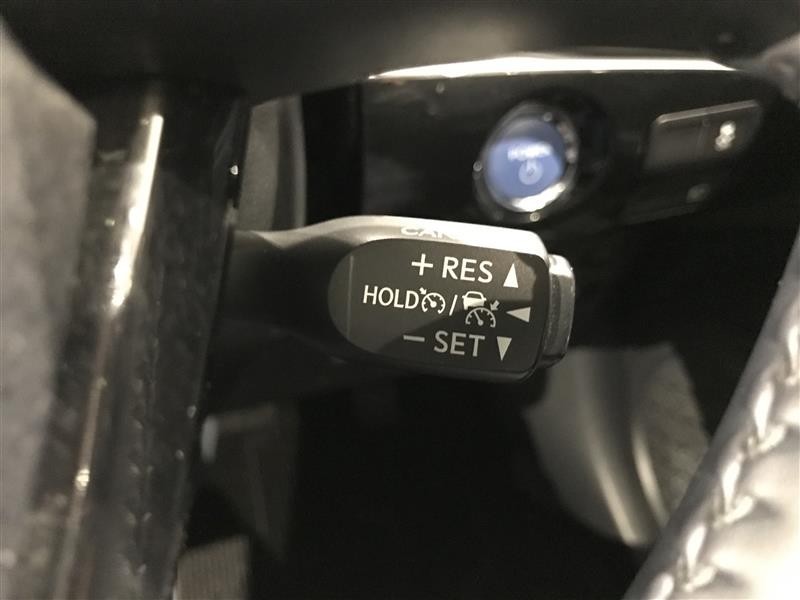 + RES ▲
HOLD / ◀
− SET ▼